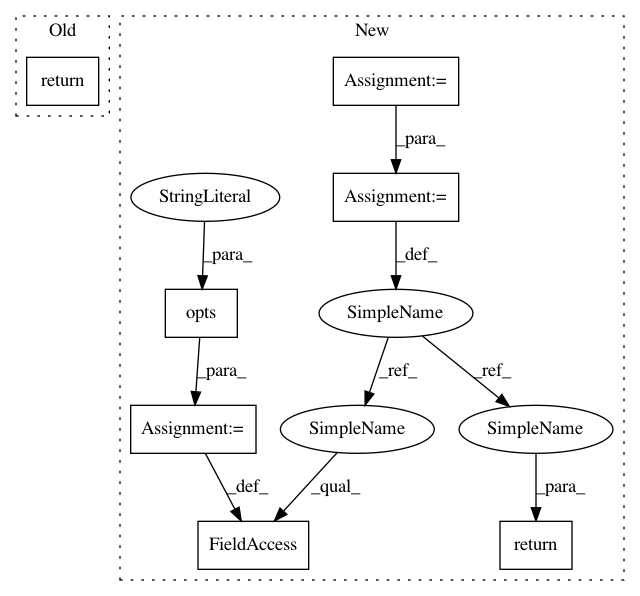 Old
New
return
Assignment:=
_para_
StringLiteral
Assignment:=
_para_
_def_
opts
SimpleName
_para_
_ref_
_ref_
Assignment:=
SimpleName
SimpleName
_def_
_qual_
_para_
FieldAccess
return